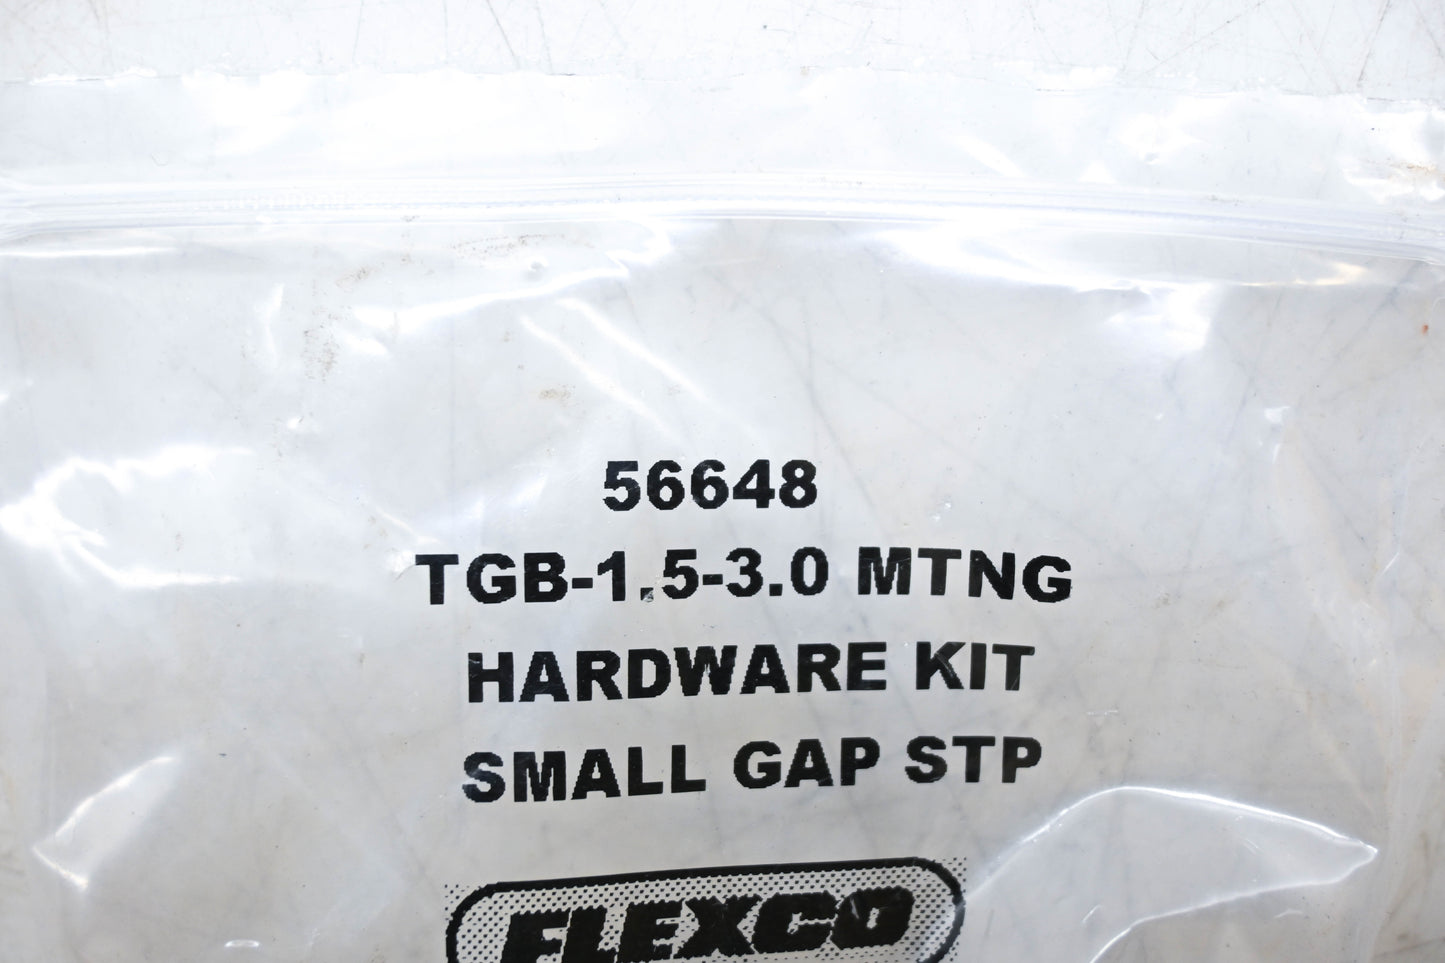 56648
TGB-1.5-3.0 MTNG
HARDWARE KIT
SMALL GAP STP
FLEXCO